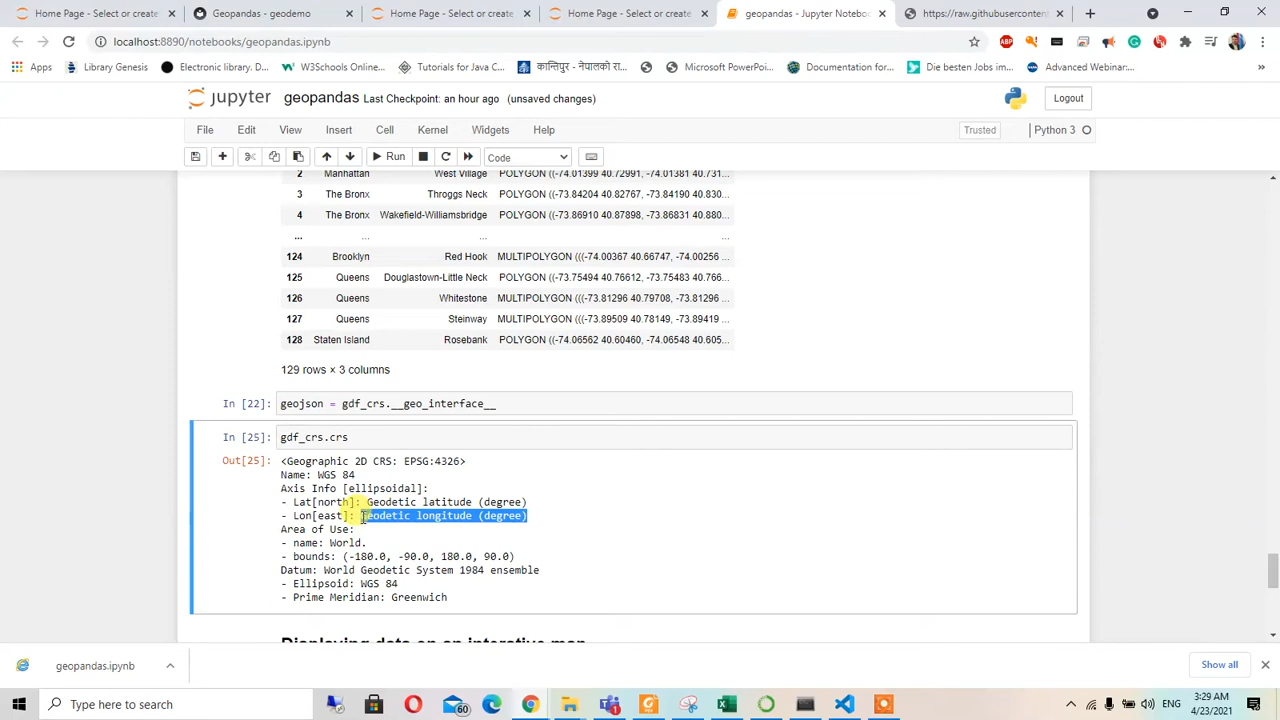 Home Page - Select or create
Geopandas - geodemo
Home Page - Select or create
Home Page - Select or create
geopandas - Jupyter Notebook
https://raw.githubusercontent
localhost:8890/notebooks/geopandas.ipynb
Apps
Library Genesis
Electronic library. D...
W3Schools Online...
Tutorials for Java C...
कान्तिपुर - नेपालको रा...
Microsoft PowerPo...
Documentation for...
Die besten Jobs im...
Advanced Webinar:...
»
jupyter geopandas Last Checkpoint: an hour ago (unsaved changes)
Logout
File Edit View Insert Cell Kernel Widgets Help
Trusted
Python 3
Run
Code
2 Manhattan West Village POLYGON ((-74.01399 40.72991, -74.01381 40.731...
3 The Bronx Throggs Neck POLYGON ((-73.84204 40.82767, -73.84190 40.830...
4 The Bronx Wakefield-Williamsbridge POLYGON ((-73.86910 40.87898, -73.86831 40.880...
... ... ... ...
124 Brooklyn Red Hook MULTIPOLYGON (((-74.00367 40.66747, -74.00256 ...
125 Queens Douglastown-Little Neck POLYGON ((-73.75494 40.76612, -73.75483 40.766...
126 Queens Whitestone MULTIPOLYGON (((-73.81296 40.79708, -73.81296 ...
127 Queens Steinway MULTIPOLYGON (((-73.89509 40.78149, -73.89419 ...
128 Staten Island Rosebank POLYGON ((-74.06562 40.60460, -74.06548 40.605...
129 rows × 3 columns
In [22]: geojson = gdf_crs.__geo_interface__
In [25]: gdf_crs.crs
Out[25]: <Geographic 2D CRS: EPSG:4326>
Name: WGS 84
Axis Info [ellipsoidal]:
- Lat[north]: Geodetic latitude (degree)
- Lon[east]: Geodetic longitude (degree)
Area of Use:
- name: World.
- bounds: (-180.0, -90.0, 180.0, 90.0)
Datum: World Geodetic System 1984 ensemble
- Ellipsoid: WGS 84
- Prime Meridian: Greenwich
Displaying data on an interative map
geopandas.ipynb
Show all
Type here to search
60
1
ENG
3:29 AM
4/23/2021